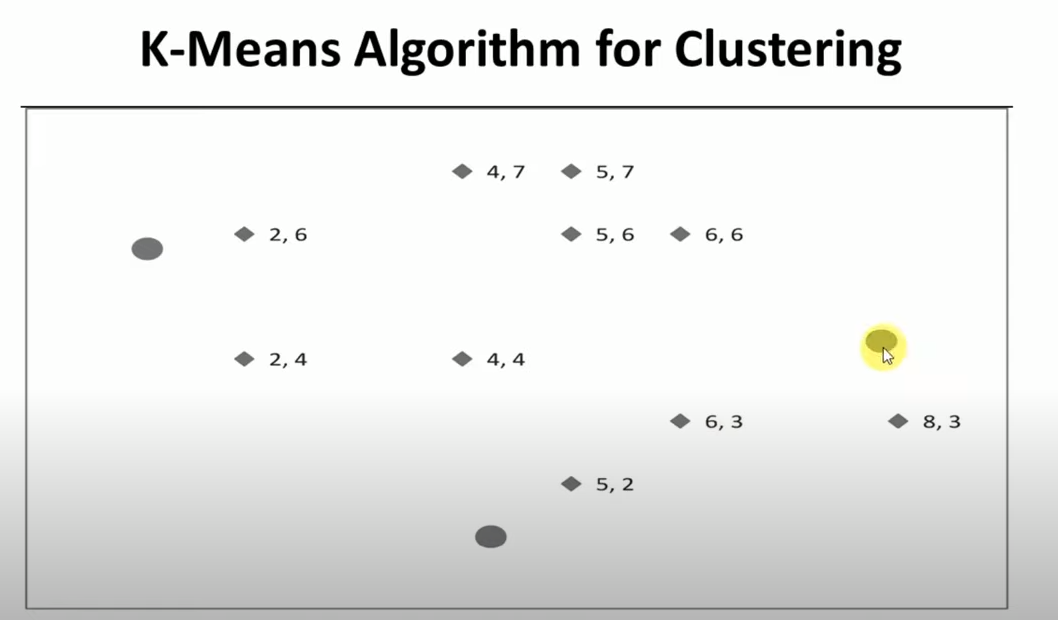 K-Means Algorithm for Clustering
4, 7 5, 7
2, 6 5, 6 6, 6
2, 4 4, 4
6, 3 8, 3
5, 2